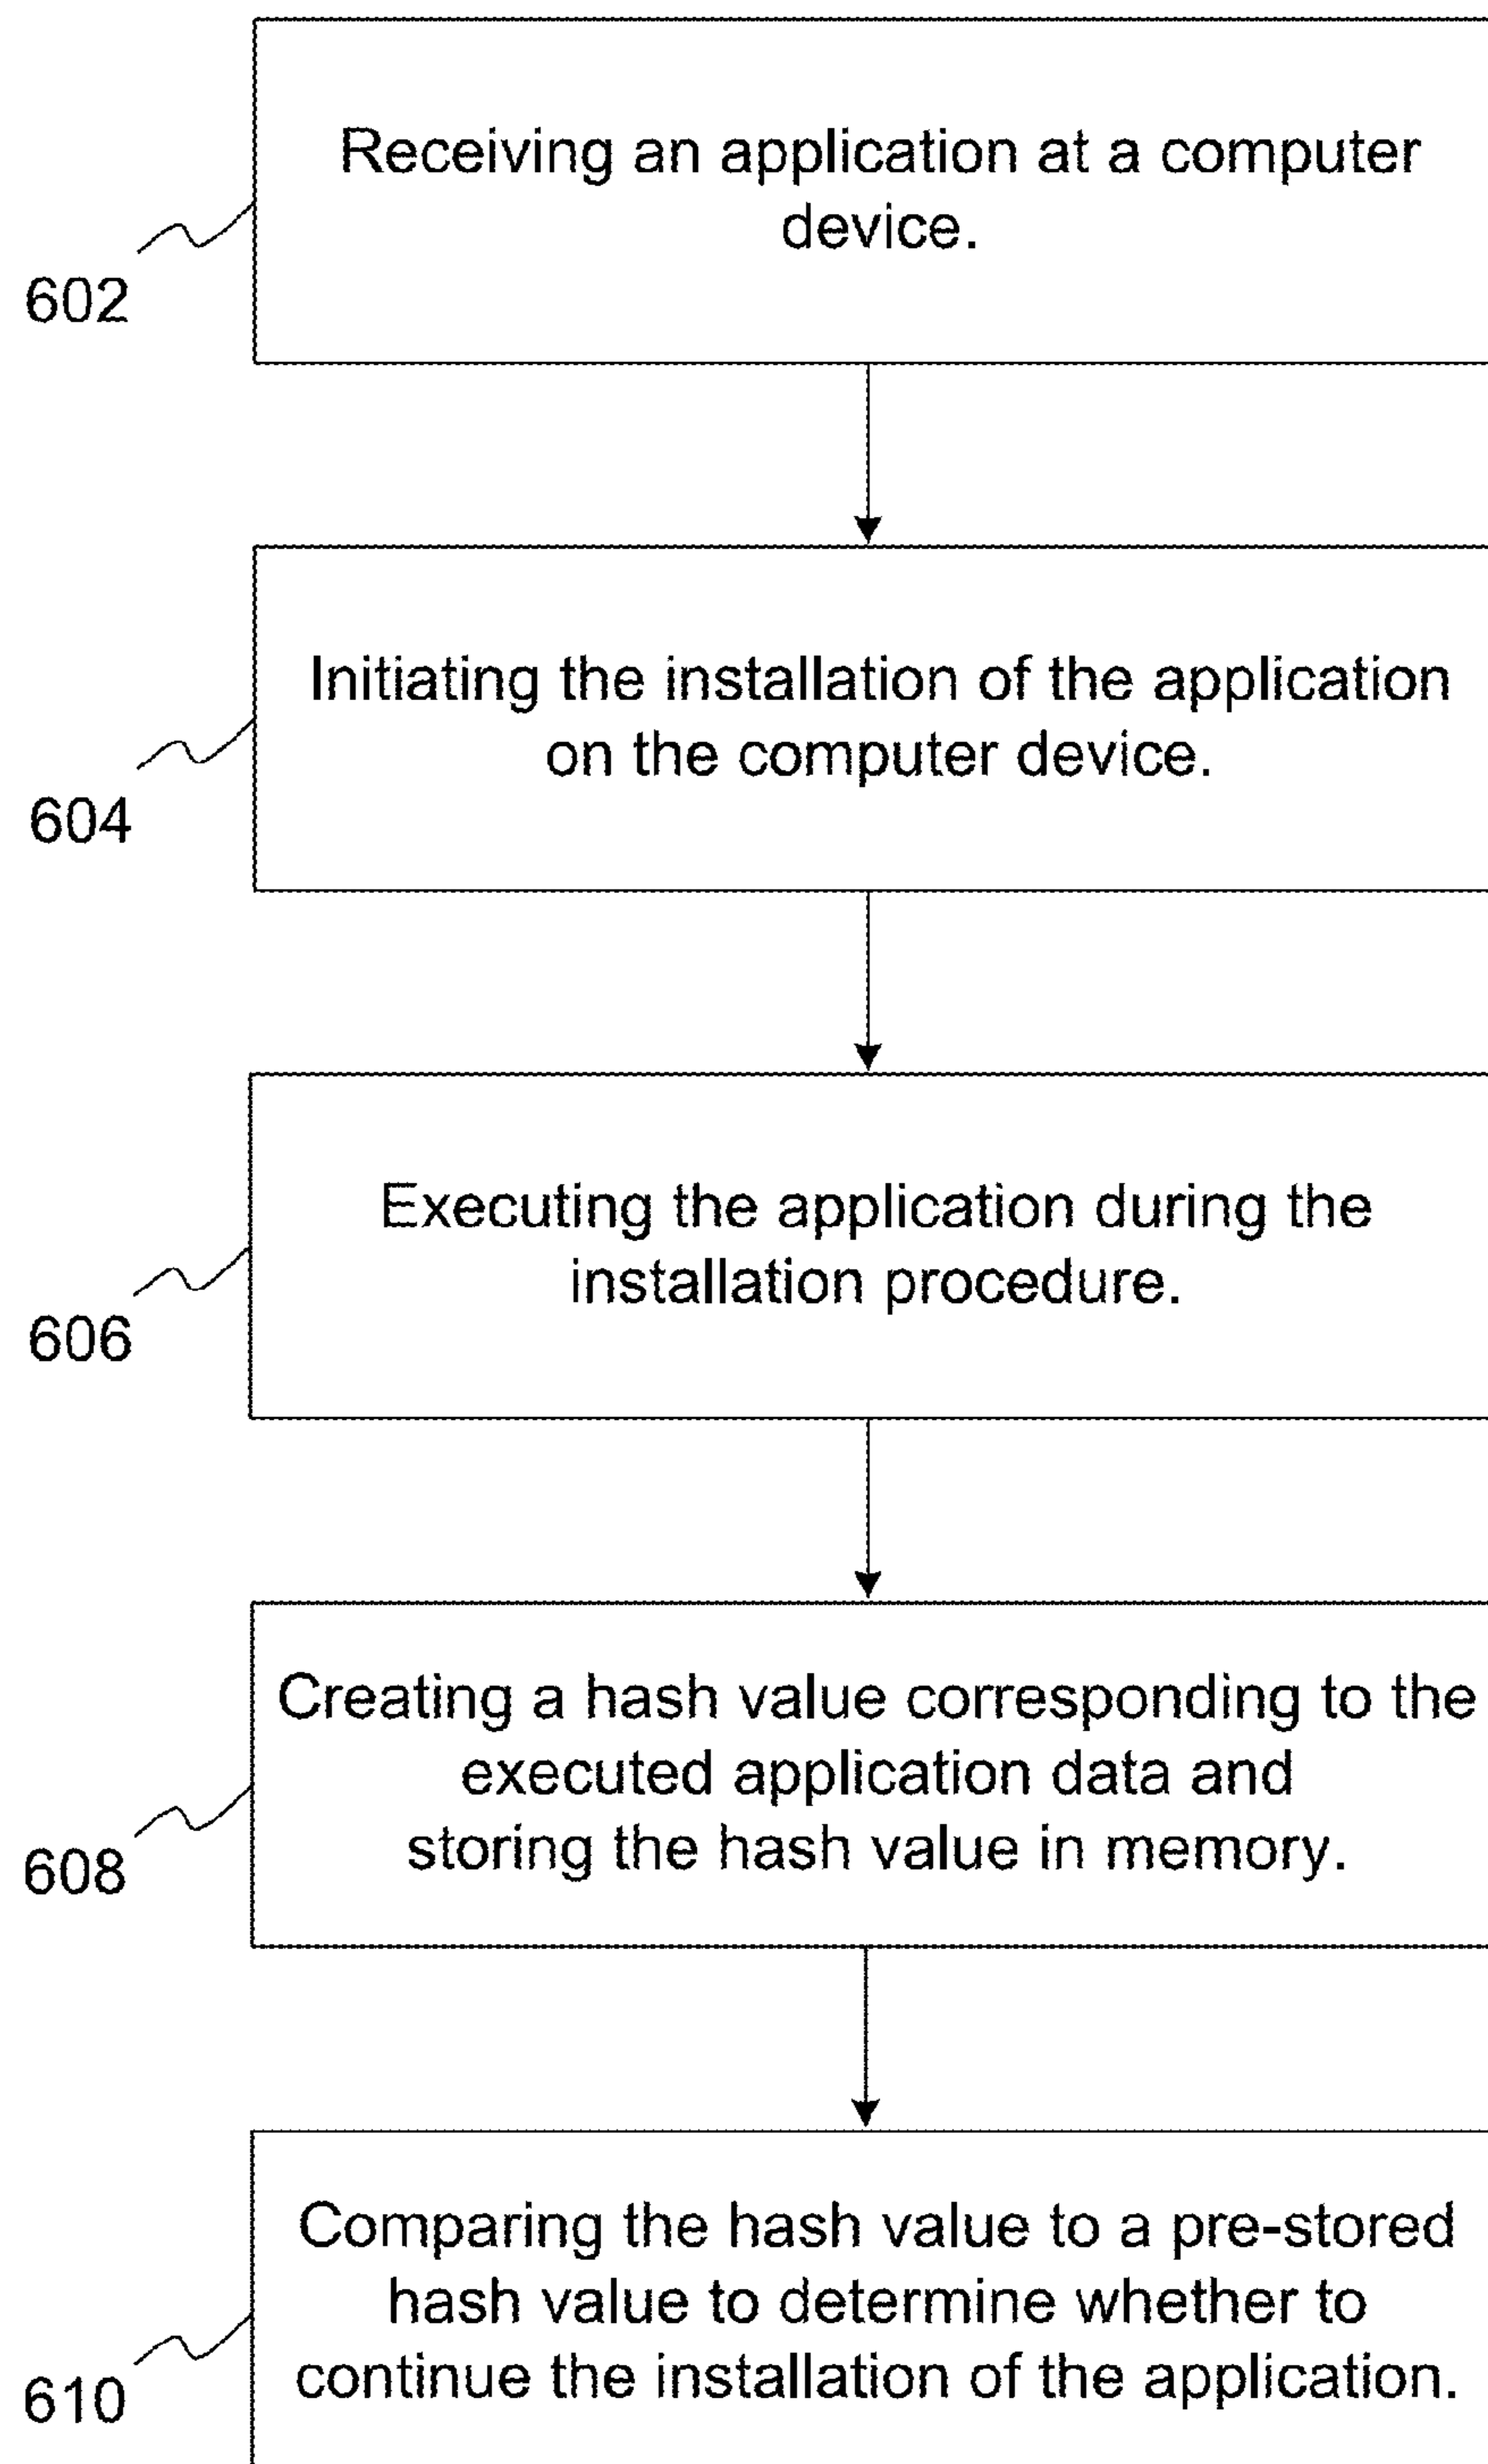 Receiving an application at a computer
device.
602
Initiating the installation of the application
on the computer device.
604
Executing the application during the
installation procedure.
606
Creating a hash value corresponding to the
executed application data and
storing the hash value in memory.
608
Comparing the hash value to a pre-stored
hash value to determine whether to
continue the installation of the application.
610